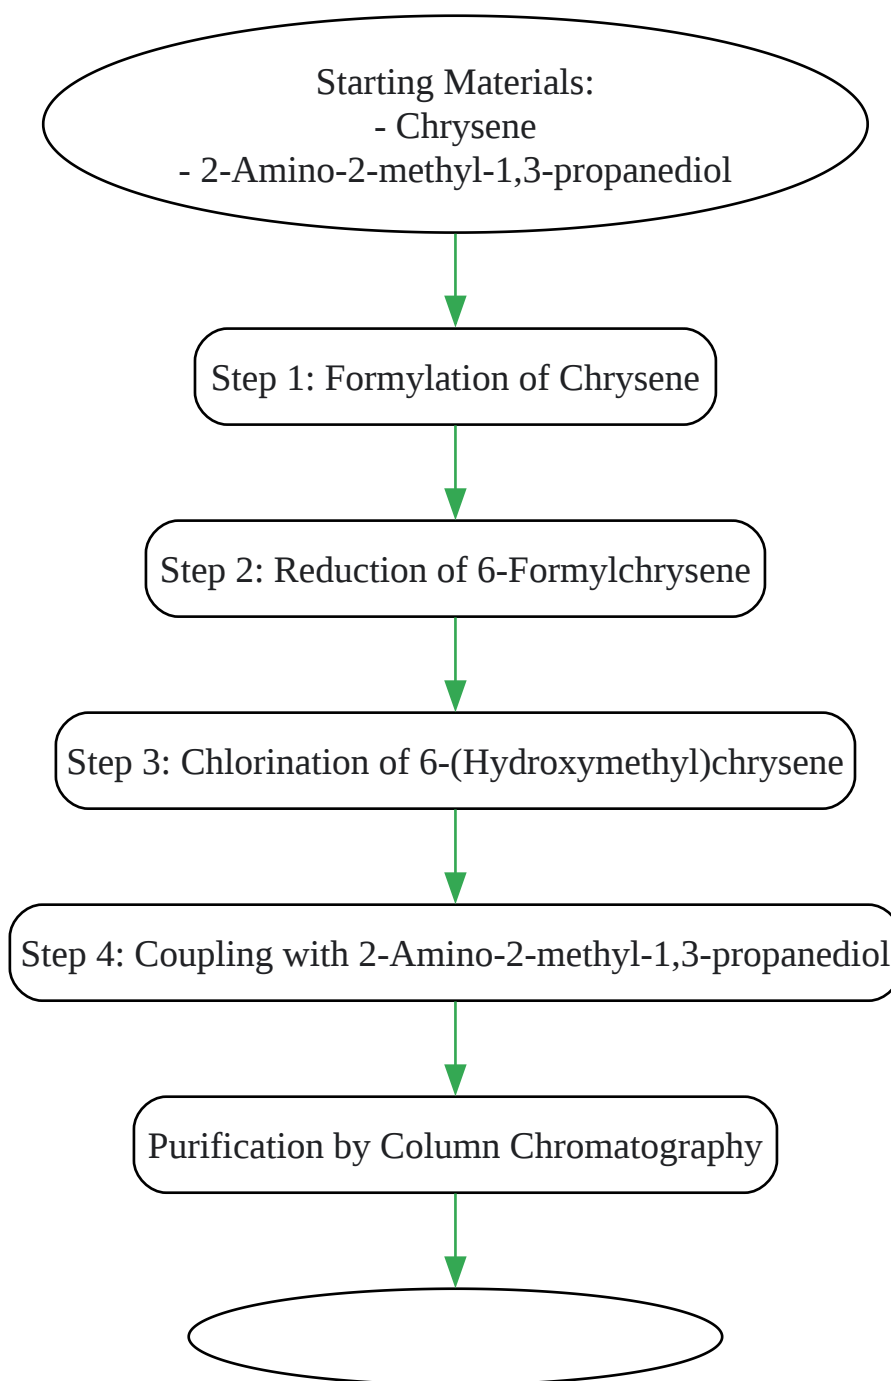 Starting Materials:
- Chrysene
- 2-Amino-2-methyl-1,3-propanediol
Step 1: Formylation of Chrysene
Step 2: Reduction of 6-Formylchrysene
Step 3: Chlorination of 6-(Hydroxymethyl)chrysene
Step 4: Coupling with 2-Amino-2-methyl-1,3-propanediol
Purification by Column Chromatography